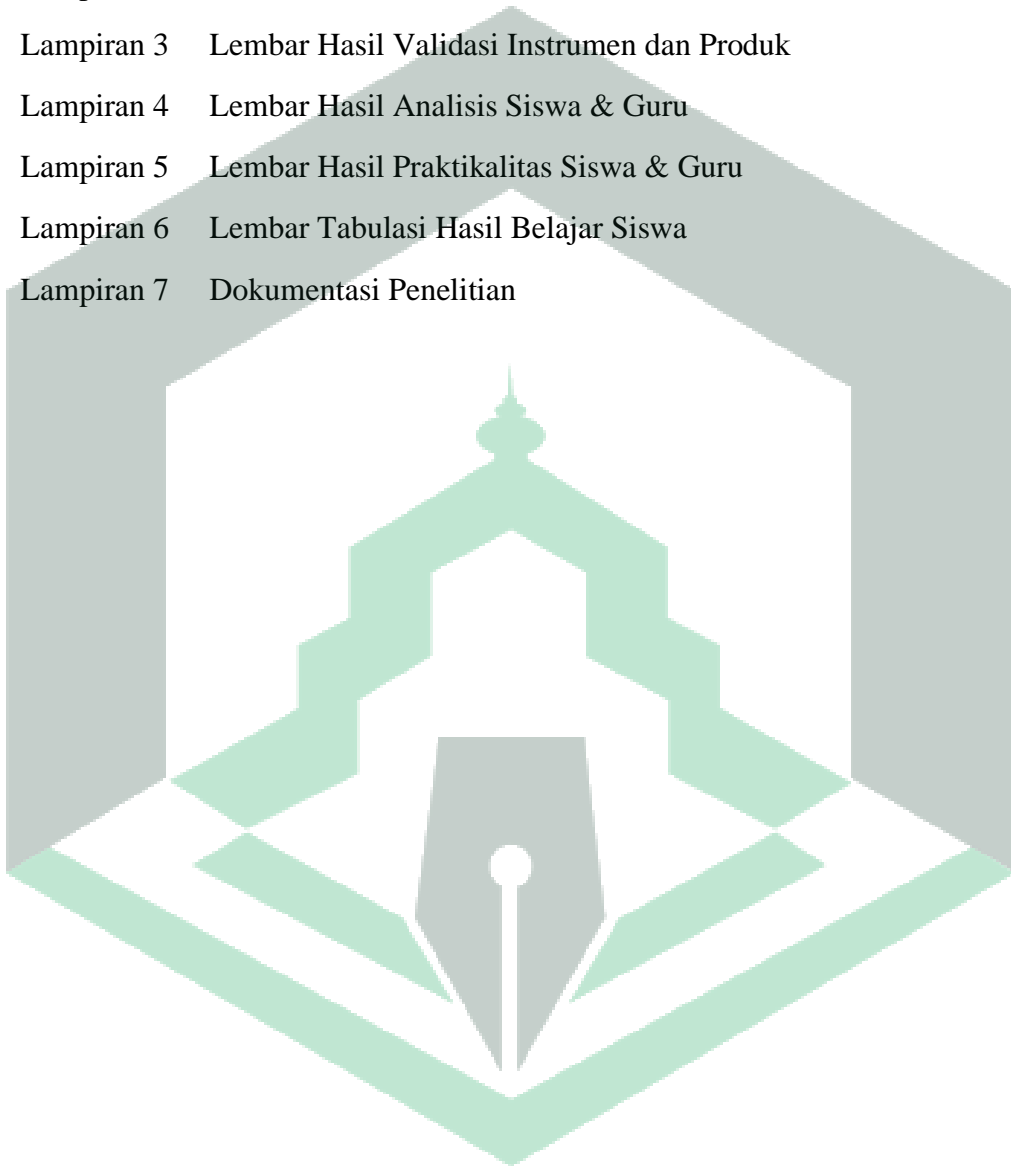 Lampiran 3 Lembar Hasil Validasi Instrumen dan Produk
Lampiran 4 Lembar Hasil Analisis Siswa & Guru
Lampiran 5 Lembar Hasil Praktikalitas Siswa & Guru
Lampiran 6 Lembar Tabulasi Hasil Belajar Siswa
Lampiran 7 Dokumentasi Penelitian